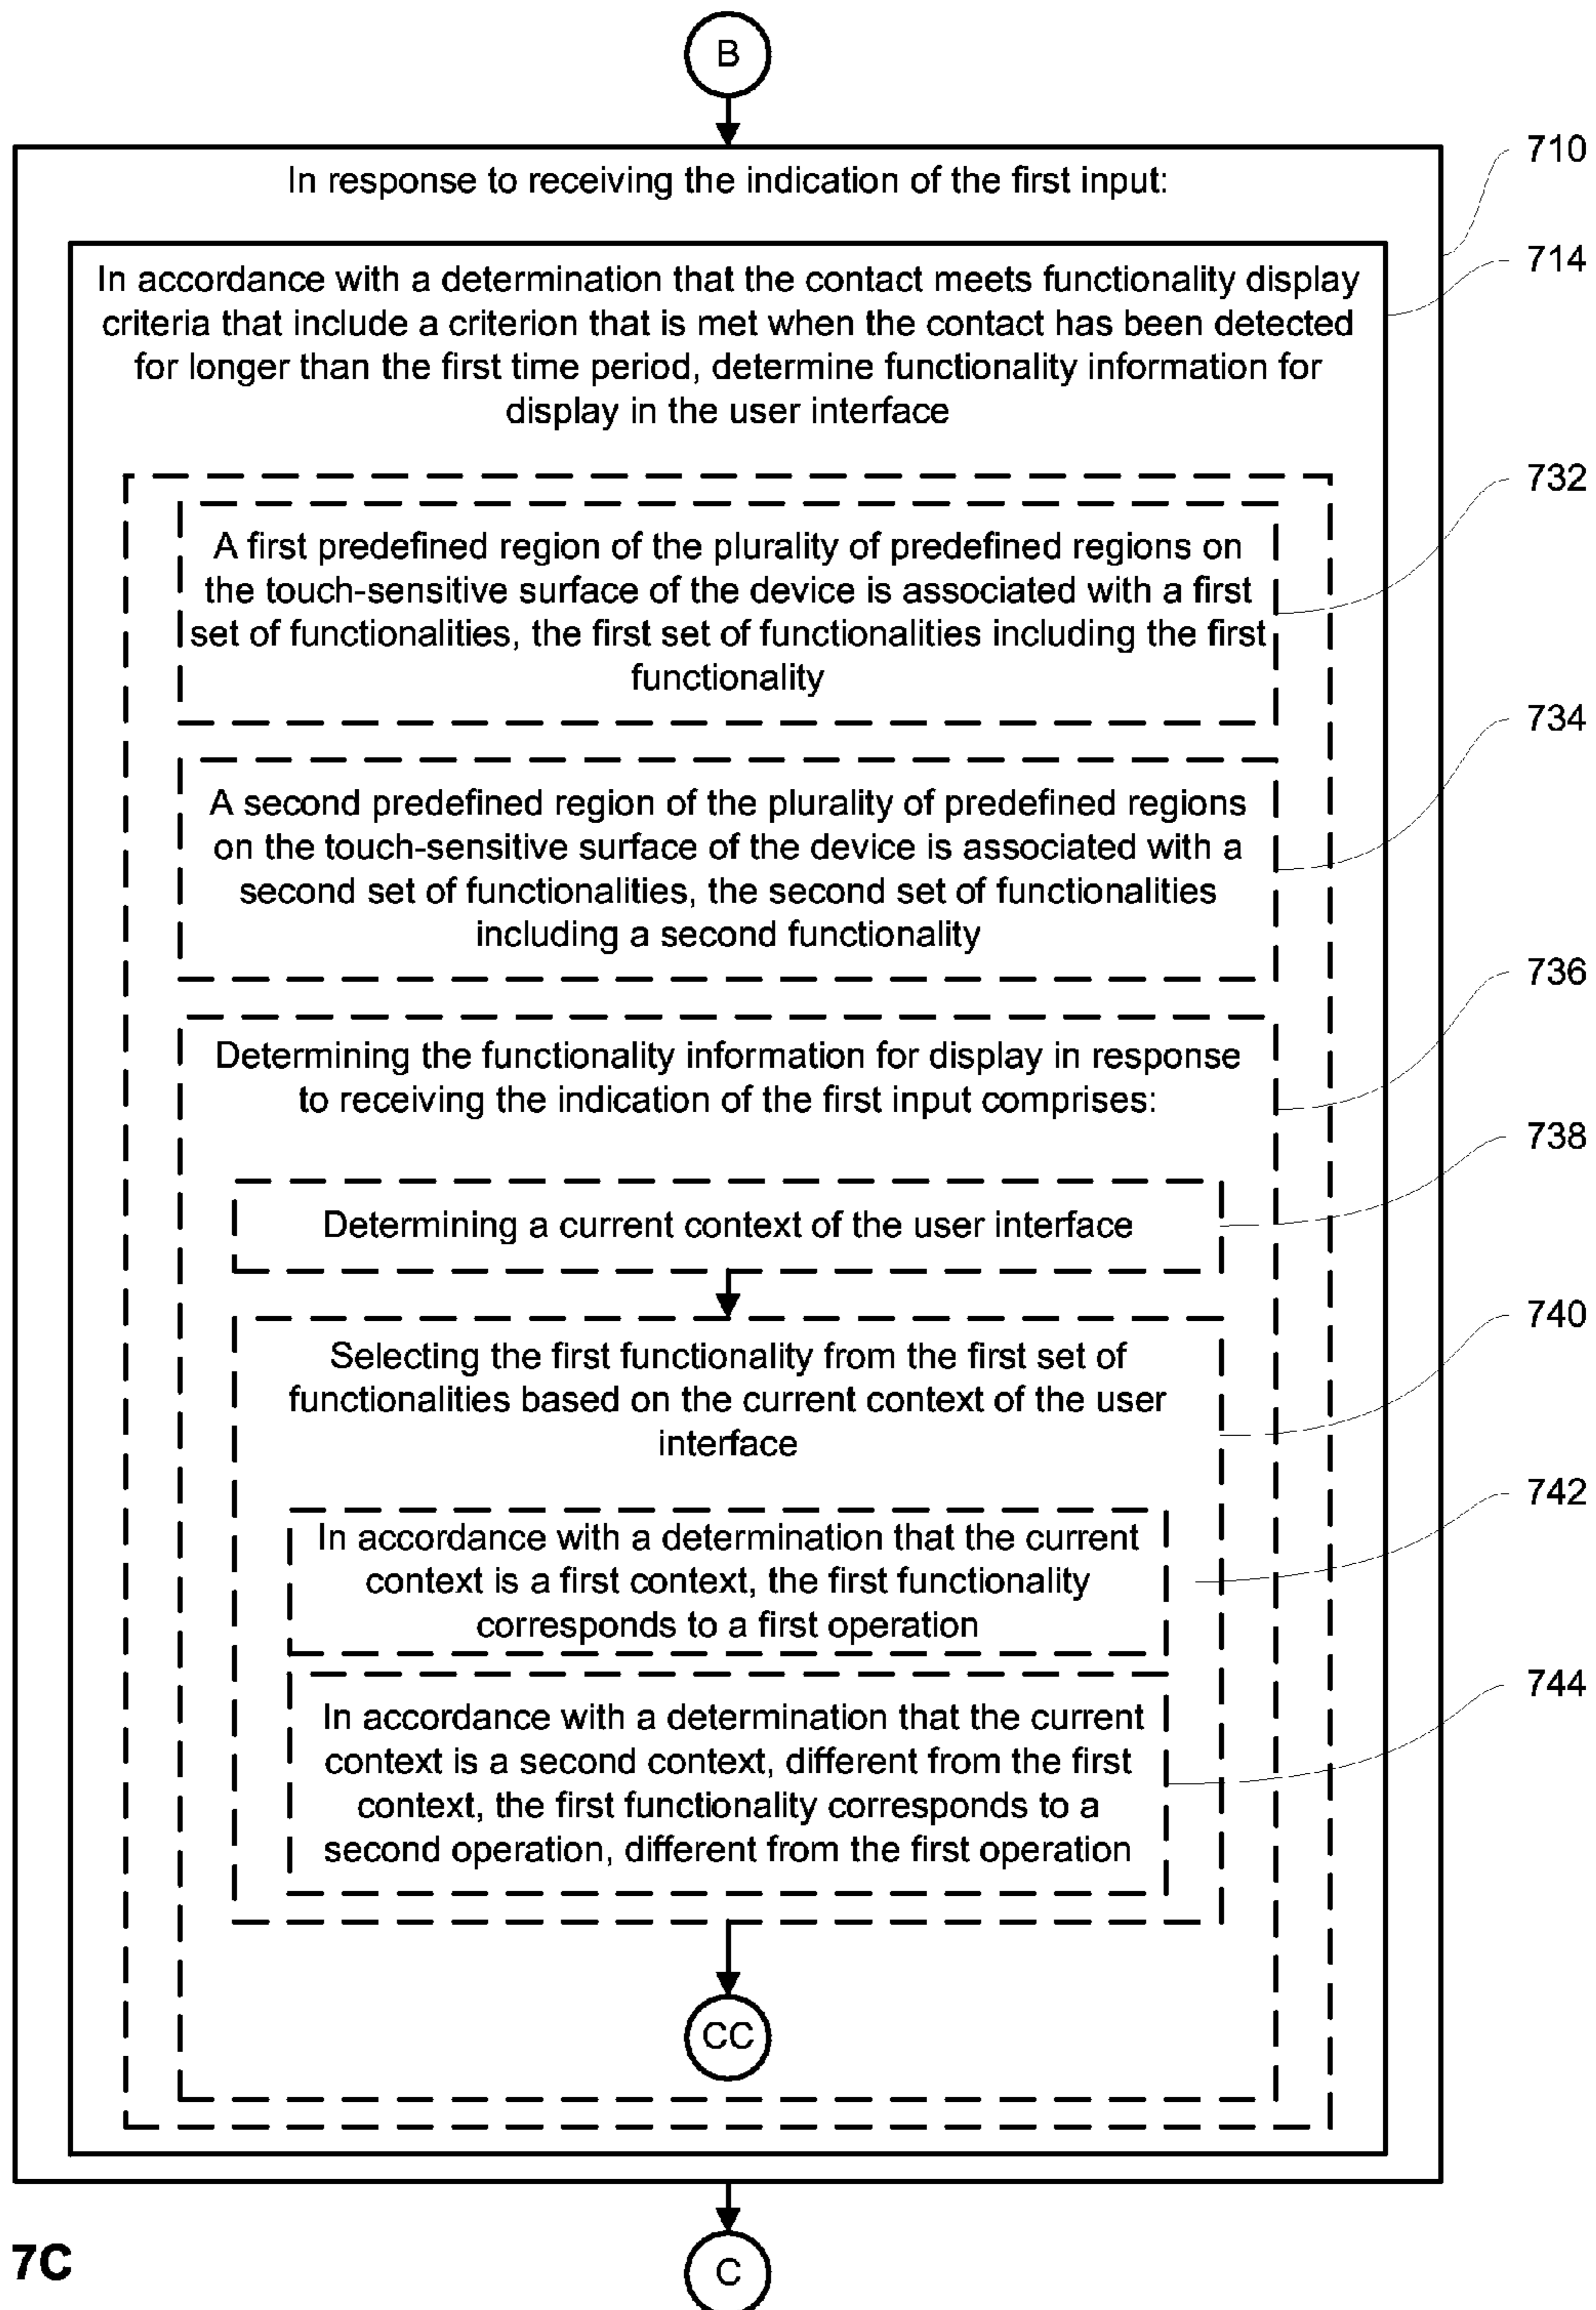 B
710
In response to receiving the indication of the first input:
714
In accordance with a determination that the contact meets functionality display
criteria that include a criterion that is met when the contact has been detected
for longer than the first time period, determine functionality information for
display in the user interface
732
A first predefined region of the plurality of predefined regions on
the touch-sensitive surface of the device is associated with a first
set of functionalities, the first set of functionalities including the first
functionality
734
A second predefined region of the plurality of predefined regions
on the touch-sensitive surface of the device is associated with a
second set of functionalities, the second set of functionalities
including a second functionality
736
Determining the functionality information for display in response
to receiving the indication of the first input comprises:
738
Determining a current context of the user interface
740
Selecting the first functionality from the first set of
functionalities based on the current context of the user
interface
742
In accordance with a determination that the current
context is a first context, the first functionality
corresponds to a first operation
744
In accordance with a determination that the current
context is a second context, different from the first
context, the first functionality corresponds to a
second operation, different from the first operation
CC
7C
C